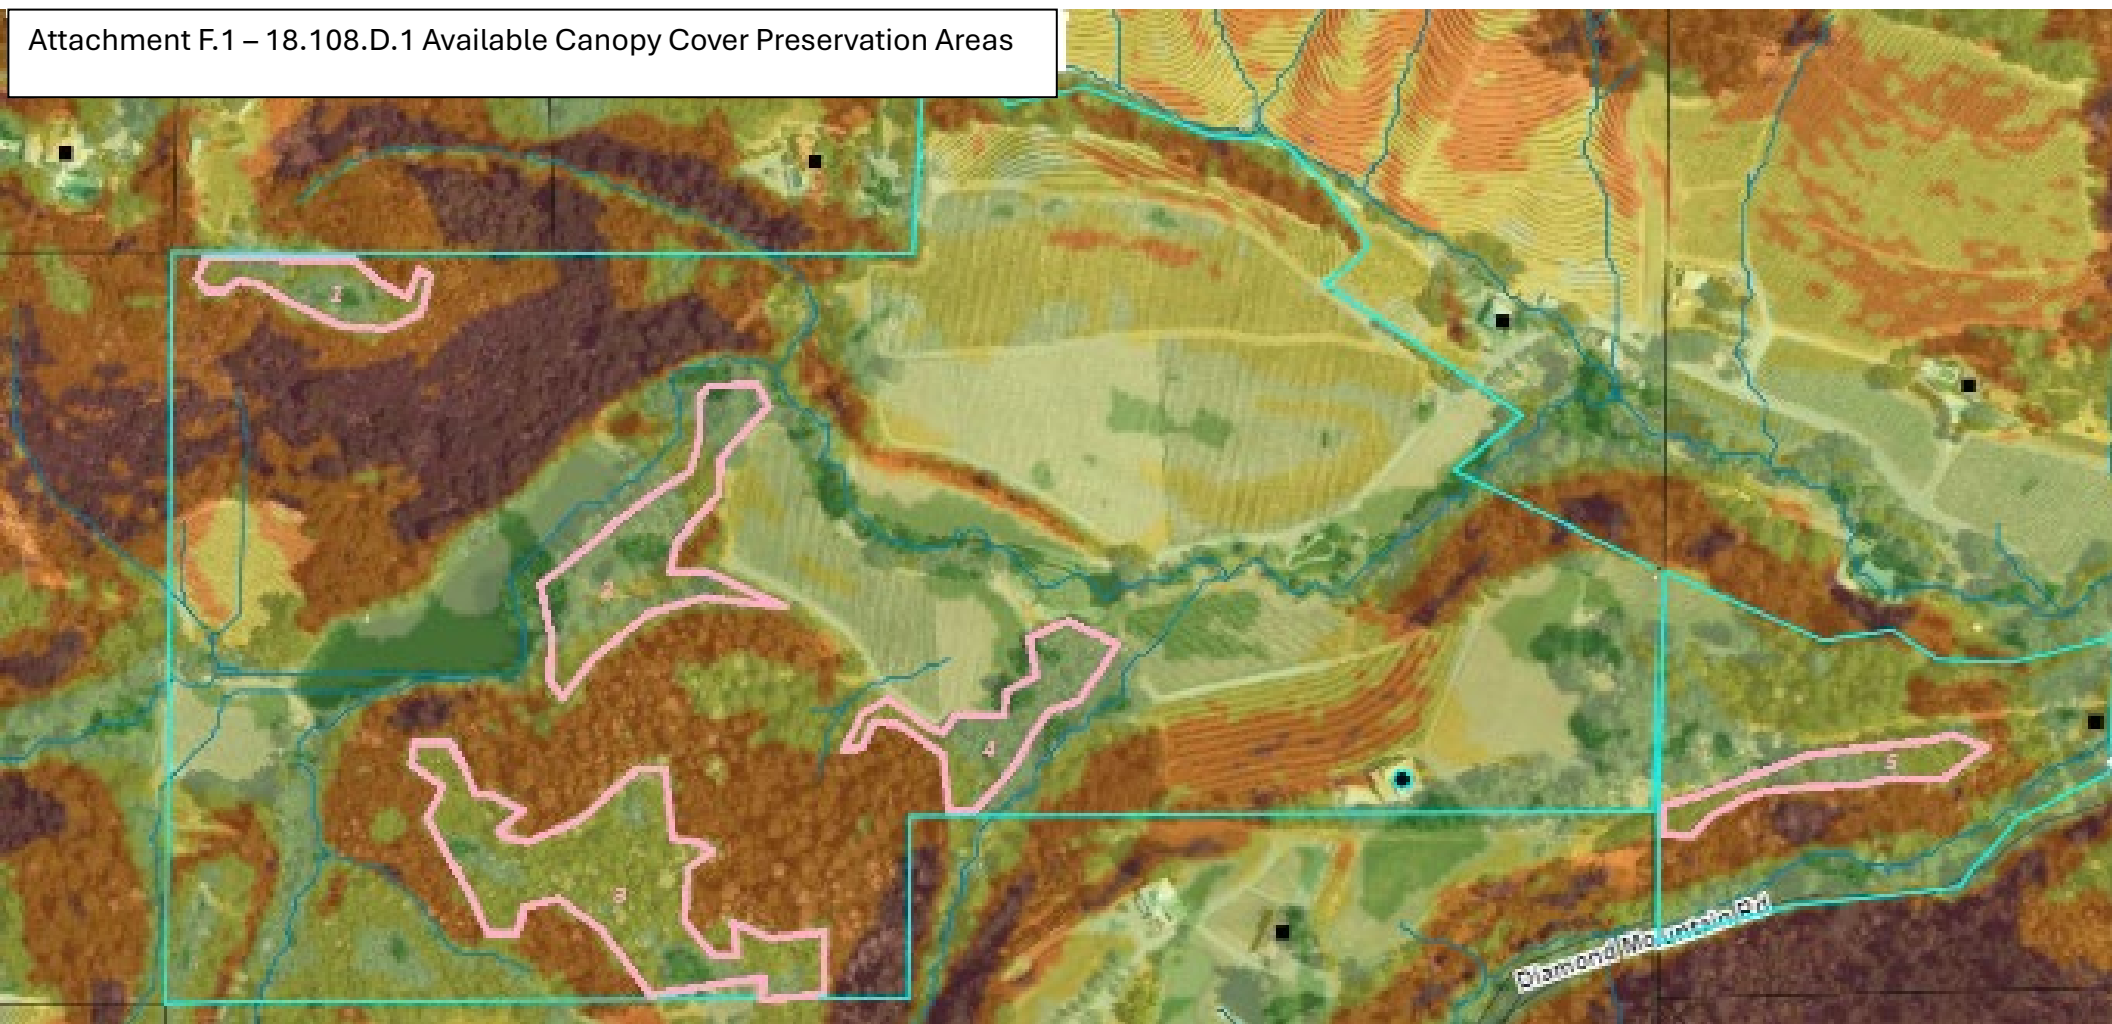 Attachment F.1 – 18.108.D.1 Available Canopy Cover Preservation Areas
1
2
3
4
5
Diamond Mountain Rd